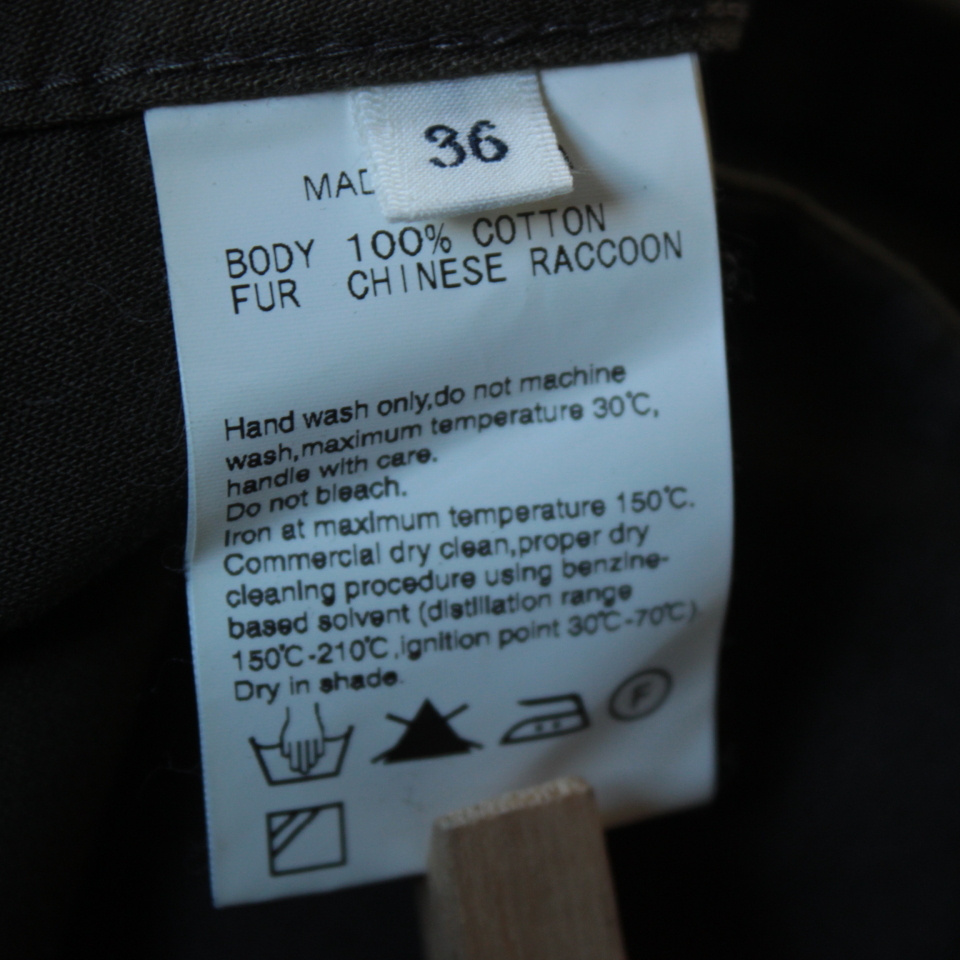 36
BODY 100% COTTON
FUR CHINESE RACCOON
Hand wash only,do not machine
wash,maximum temperature 30℃,
handle with care.
Do not bleach.
Iron at maximum temperature 150℃.
Commercial dry clean,proper dry
cleaning procedure using benzine-
based solvent (distillation range
150℃-210℃,ignition point 30℃-70℃)
Dry in shade.
F